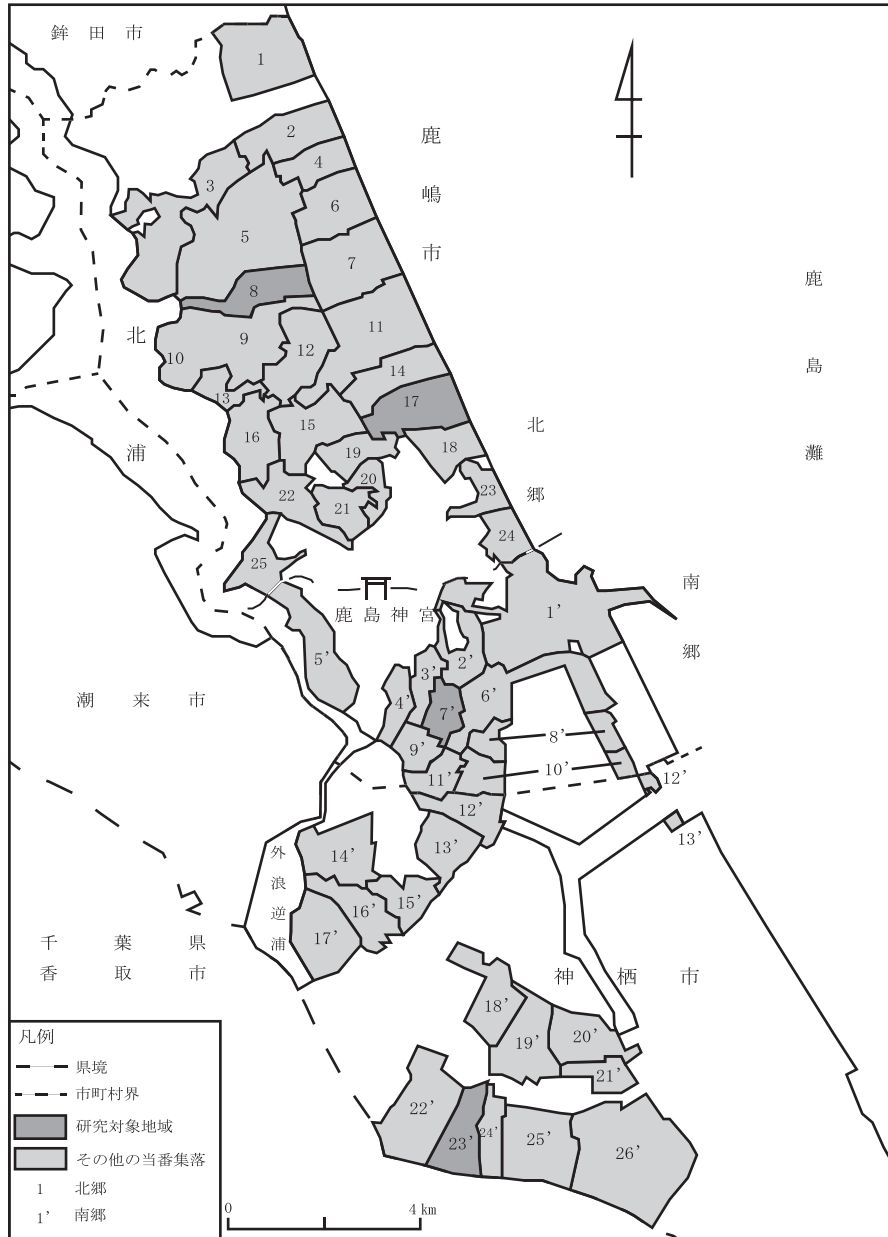 鉾田市
1
2
4
3
6
5
7
8
9
10
11
12
13
14
17
15
16
18
19
20
22
21
23
24
25
鹿嶋市
鹿島灘
北浦
北郷
南郷
鹿島神宮
1’
2’
3’
5’
4’
6’
7’
8’
9’
10’
11’
12’
12’
13’
13’
14’
15’
16’
17’
潮来市
外浪逆浦
千葉県
香取市
神栖市
18’
19’
20’
21’
22’
23’
24’
25’
26’
凡例
県境
市町村界
研究対象地域
その他の当番集落
1 北郷
1’ 南郷
0 4 km